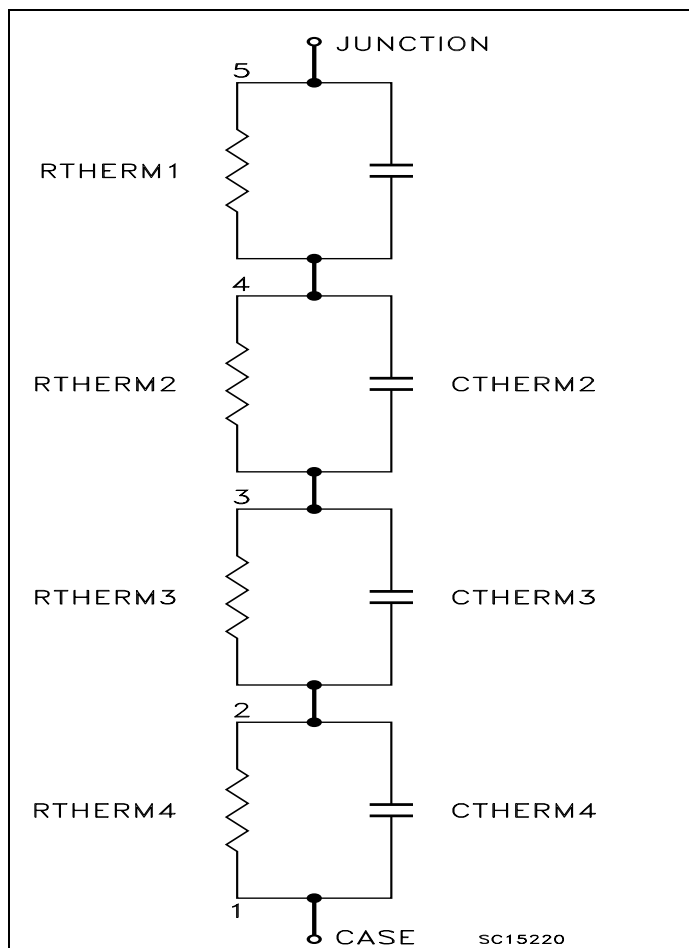 JUNCTION
5
RTHERM1
4
RTHERM2 CTHERM2
3
RTHERM3 CTHERM3
2
RTHERM4 CTHERM4
1
CASE SC15220